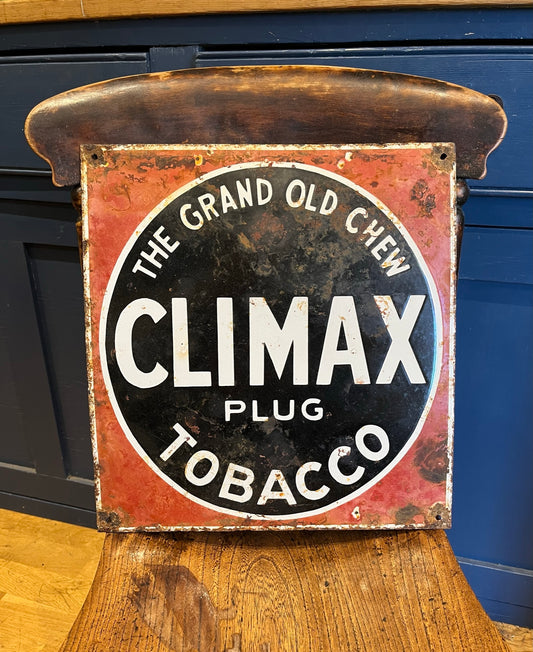 THE GRAND OLD CHEW
CLIMAX
PLUG
TOBACCO